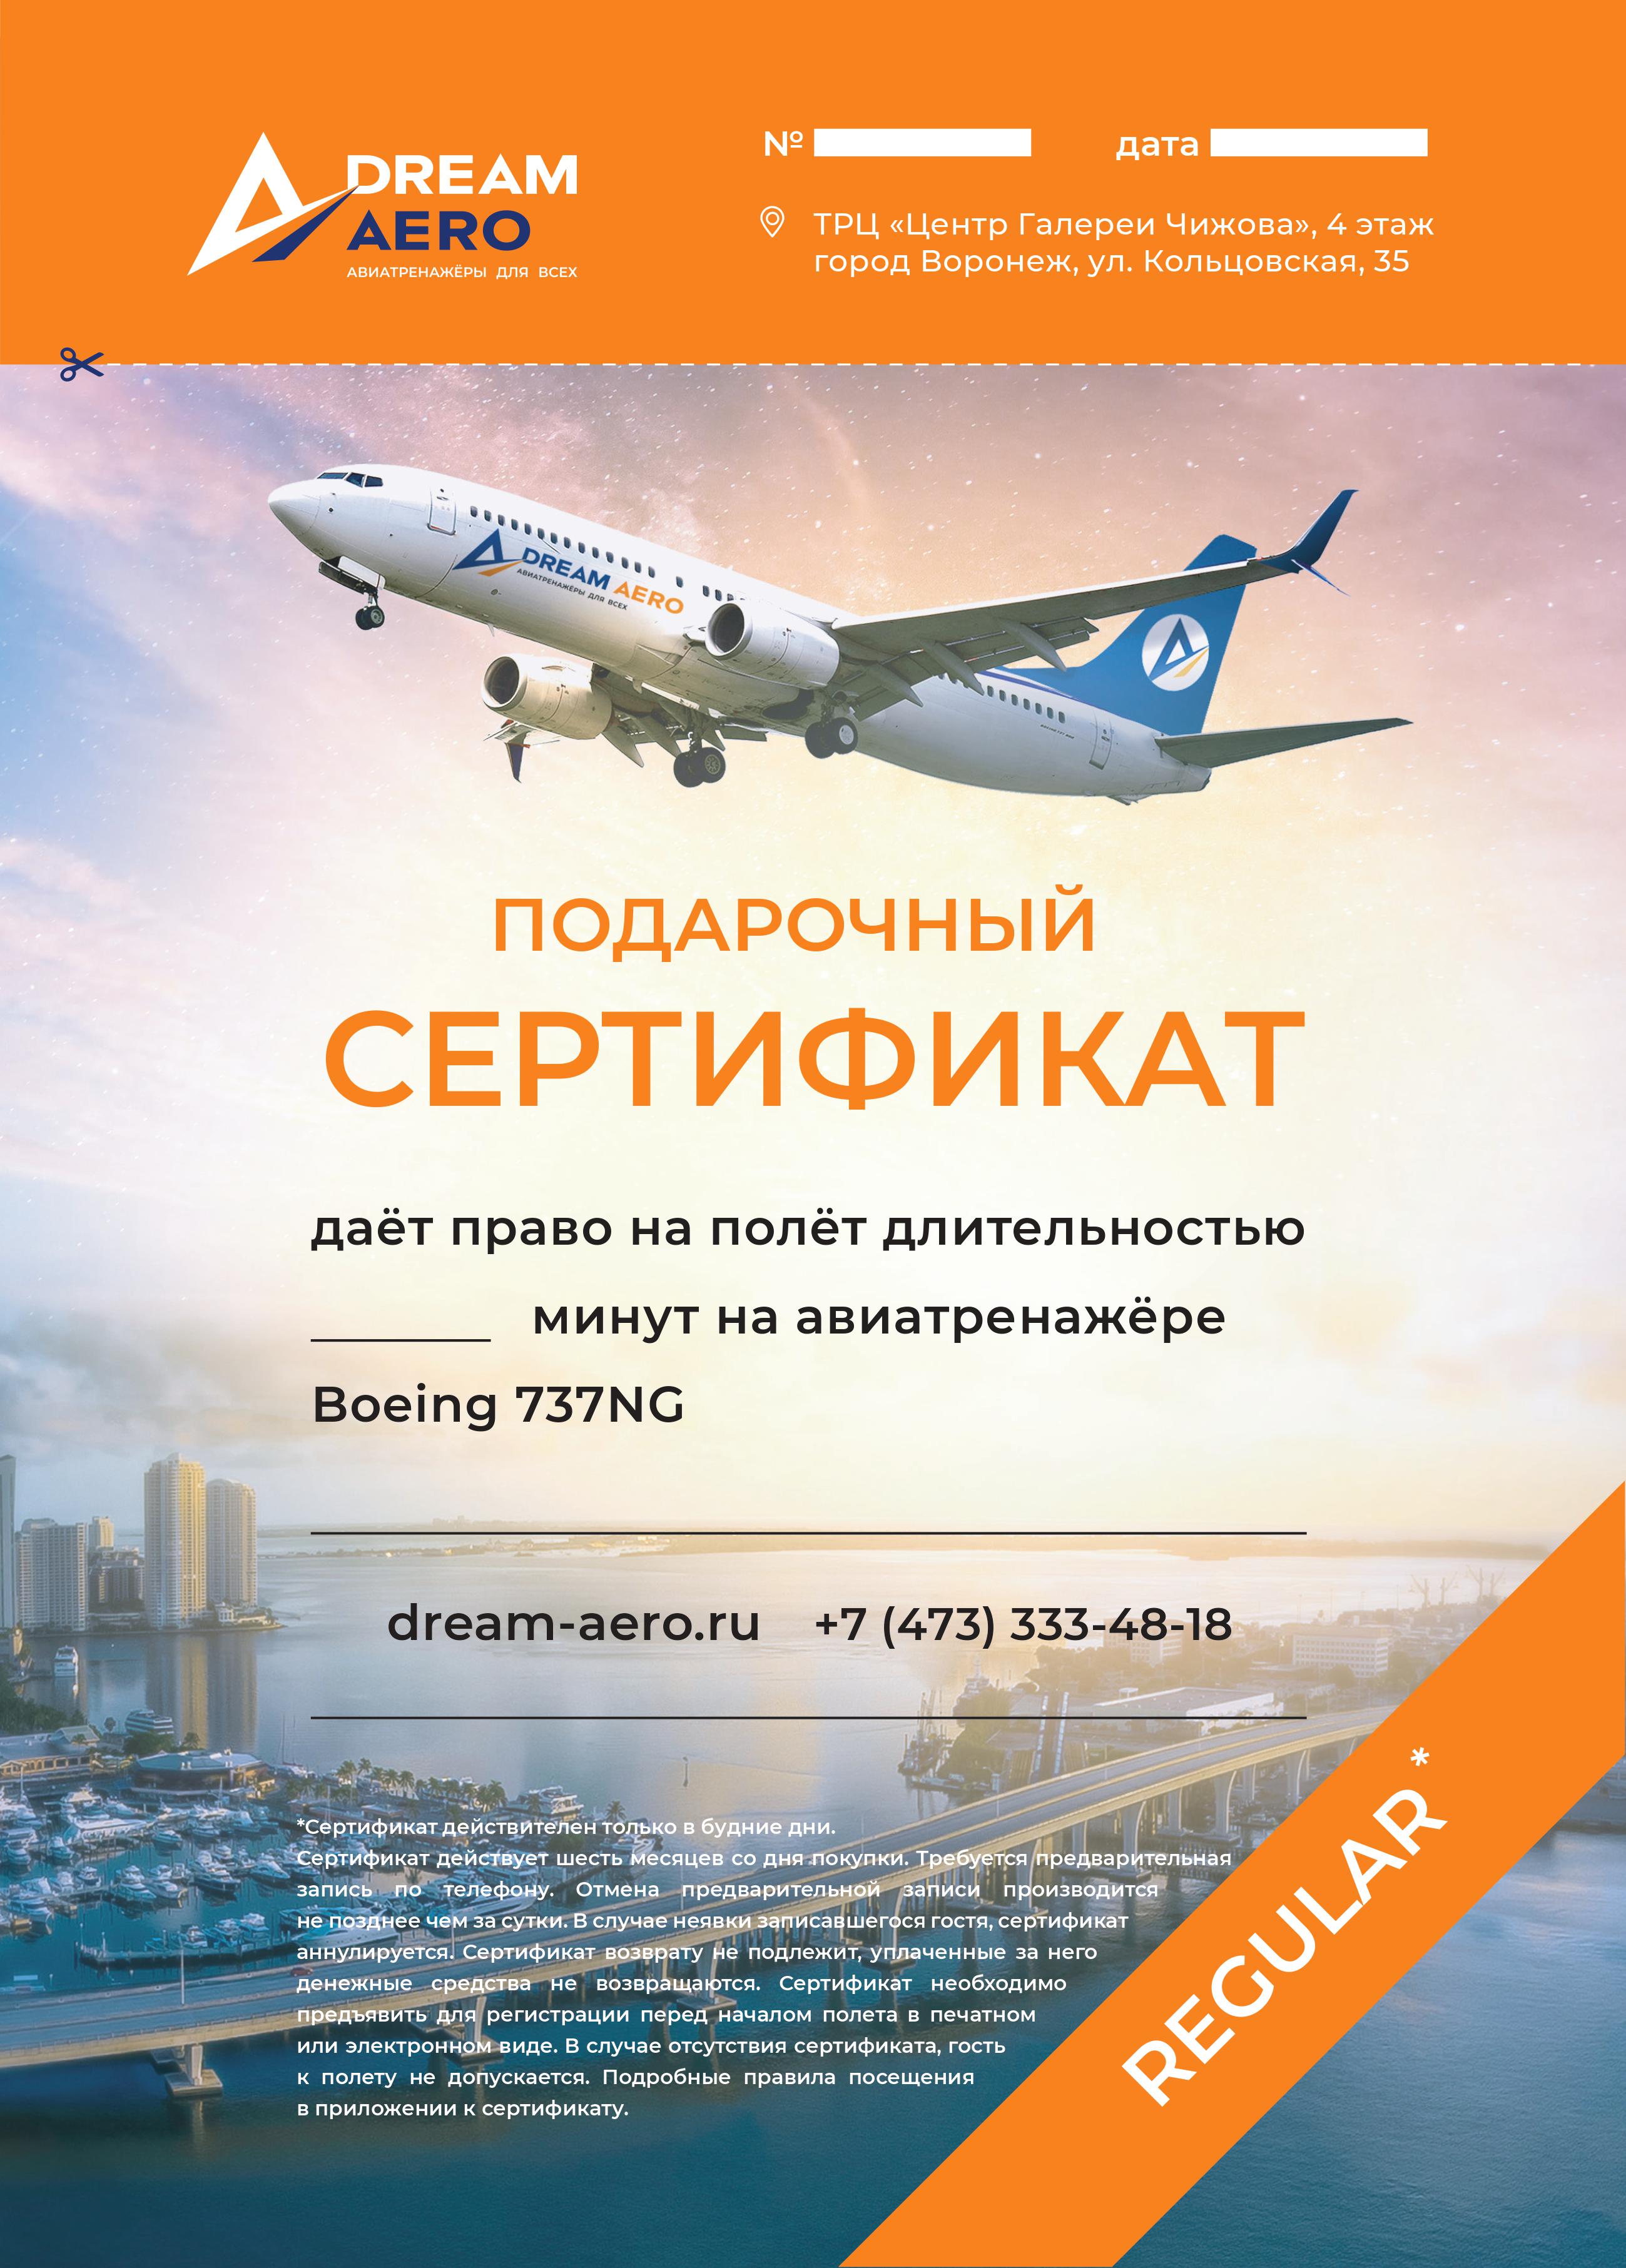 DREAM
AERO
АВИАТРЕНАЖЁРЫ ДЛЯ ВСЕХ
№
дата
ТРЦ «Центр Галереи Чижова», 4 этаж
город Воронеж, ул. Кольцовская, 35
DREAM AERO
АВИАТРЕНАЖЁРЫ ДЛЯ ВСЕХ
ПОДАРОЧНЫЙ
СЕРТИФИКАТ
даёт право на полёт длительностью
_______ минут на авиатренажёре
Boeing 737NG
dream-aero.ru +7 (473) 333-48-18
*Сертификат действителен только в будние дни.
Сертификат действует шесть месяцев со дня покупки. Требуется предварительная
запись по телефону. Отмена предварительной записи производится
не позднее чем за сутки. В случае неявки записавшегося гостя, сертификат
аннулируется. Сертификат возврату не подлежит, уплаченные за него
денежные средства не возвращаются. Сертификат необходимо
предъявить для регистрации перед началом полета в печатном
или электронном виде. В случае отсутствия сертификата, гость
к полету не допускается. Подробные правила посещения
в приложении к сертификату.
REGULAR *